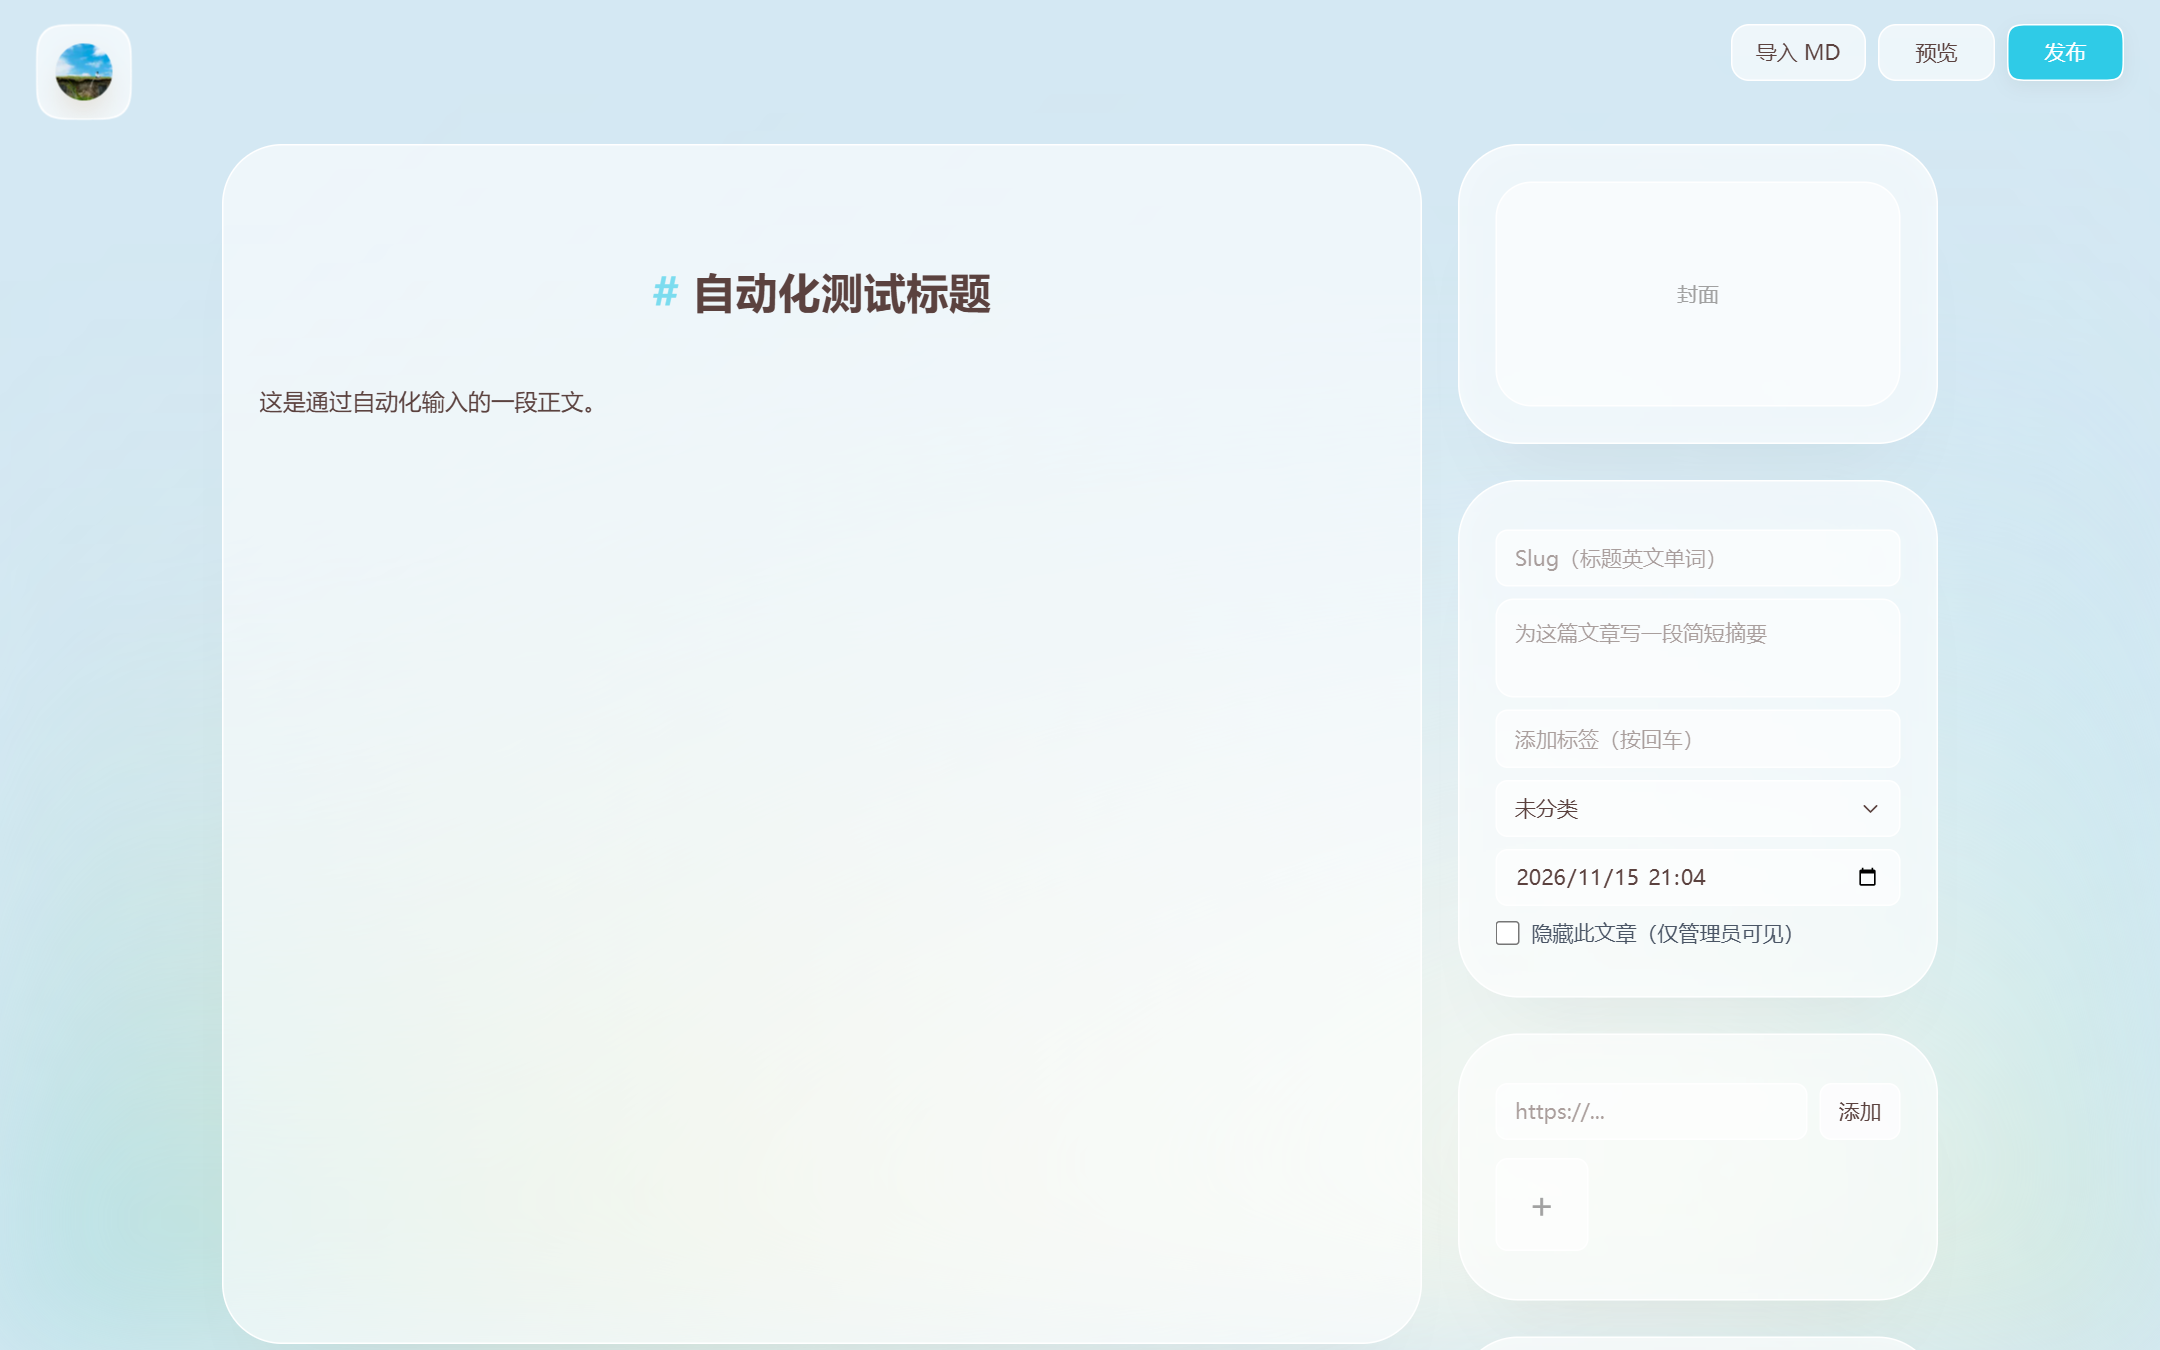 导入 MD
预览
发布
# 自动化测试标题
这是通过自动化输入的一段正文。
封面
Slug（标题英文单词）
为这篇文章写一段简短摘要
添加标签（按回车）
未分类
2026/11/15 21:04
隐藏此文章（仅管理员可见）
https://...
添加
+